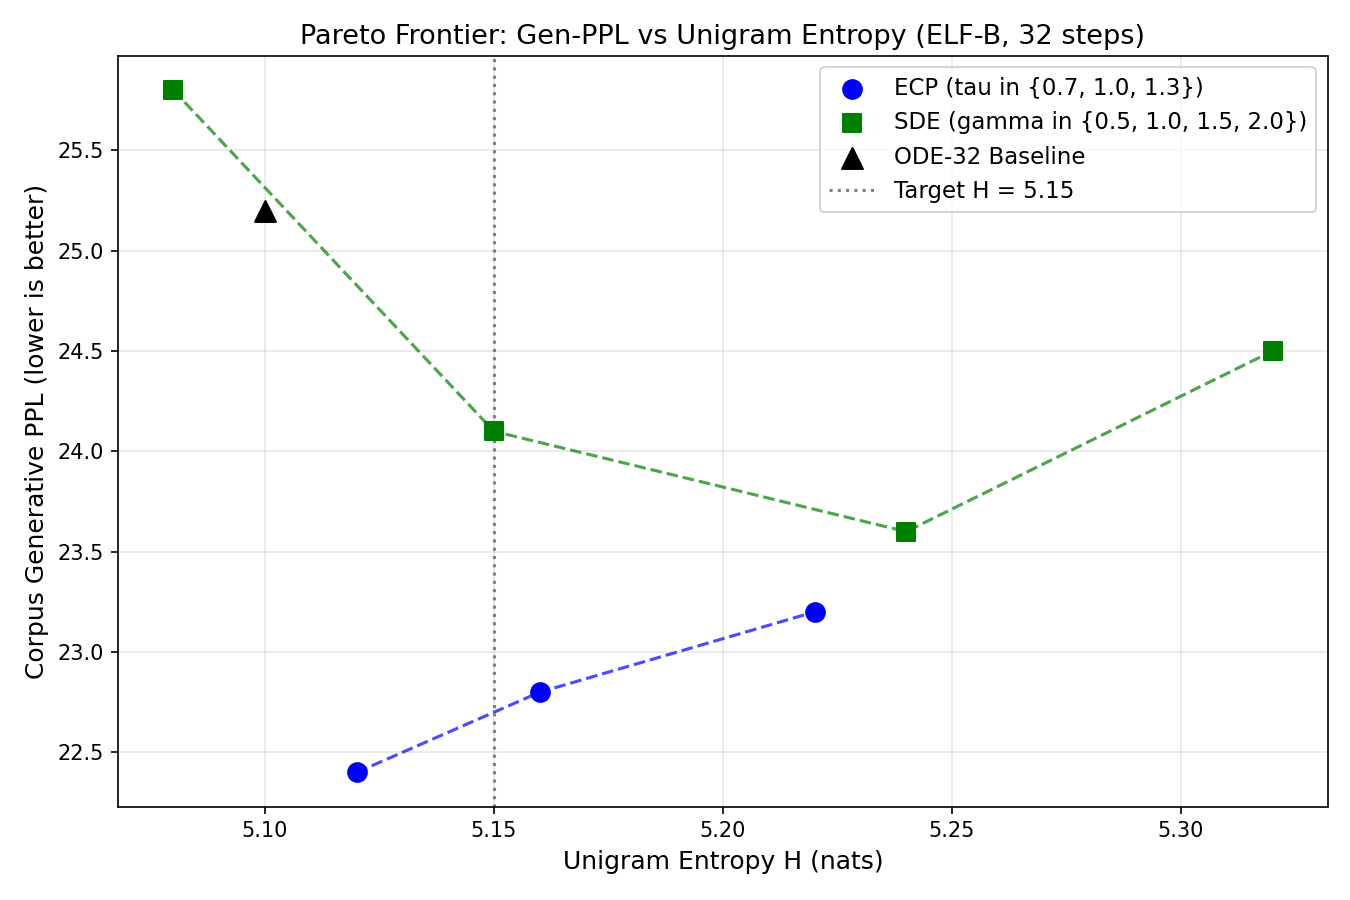 Pareto Frontier: Gen-PPL vs Unigram Entropy (ELF-B, 32 steps)
ECP (tau in {0.7, 1.0, 1.3})
SDE (gamma in {0.5, 1.0, 1.5, 2.0})
ODE-32 Baseline
Target H = 5.15
Corpus Generative PPL (lower is better)
25.5
25.0
24.5
24.0
23.5
23.0
22.5
5.10 5.15 5.20 5.25 5.30
Unigram Entropy H (nats)